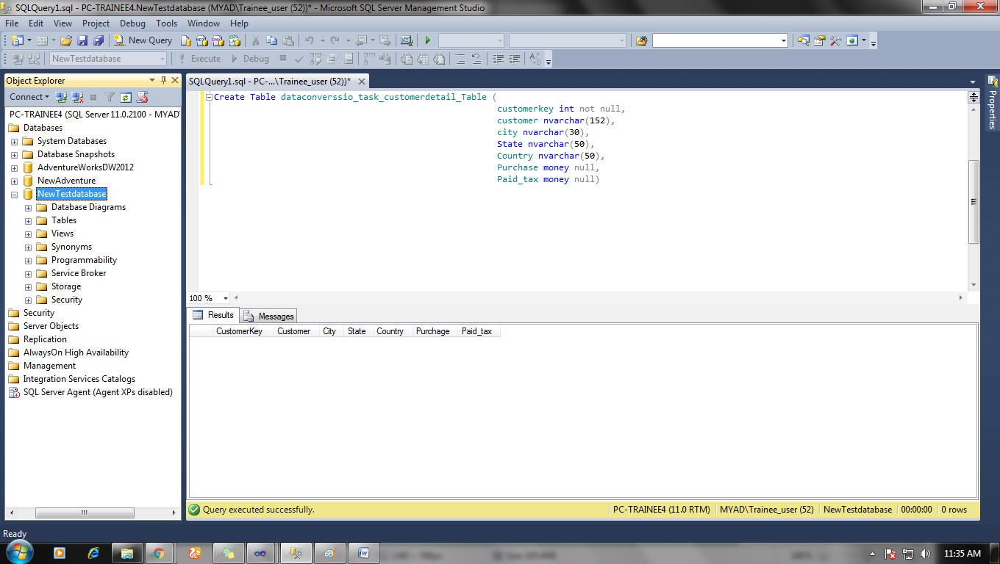 SQLQuery1.sql - PC-TRAINEE4.NewTestdatabase (MYAD\Trainee_user (52))* - Microsoft SQL Server Management Studio
File Edit View Project Debug Tools Window Help
New Query
NewTestdatabase Execute Debug
Object Explorer
Connect
PC-TRAINEE4 (SQL Server 11.0.2100 - MYAD
Databases
System Databases
Database Snapshots
AdventureWorksDW2012
NewAdventure
NewTestdatabase
Database Diagrams
Tables
Views
Synonyms
Programmability
Service Broker
Storage
Security
Security
Server Objects
Replication
AlwaysOn High Availability
Management
Integration Services Catalogs
SQL Server Agent (Agent XPs disabled)
SQLQuery1.sql - PC-...\Trainee_user (52))*
Create Table dataconverssio_task_customerdetail_Table (
customerkey int not null,
customer nvarchar(152),
city nvarchar(30),
State nvarchar(50),
Country nvarchar(50),
Purchase money null,
Paid_tax money null)
100 %
Results Messages
CustomerKey Customer City State Country Purchage Paid_tax
Query executed successfully. PC-TRAINEE4 (11.0 RTM) MYAD\Trainee_user (52) NewTestdatabase 00:00:00 0 rows
Properties
Ready
11:35 AM